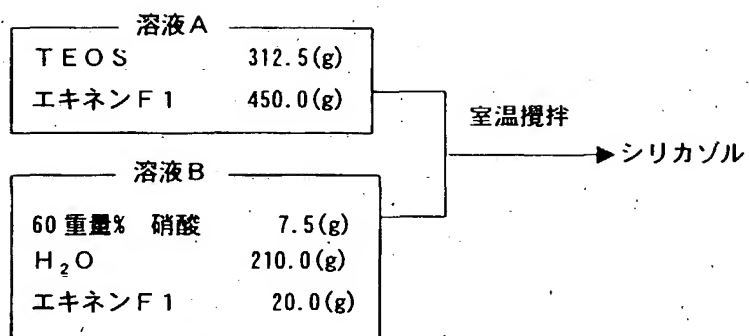 溶液A
TEOS 312.5(g)
エキネンF1 450.0(g)
室温攪拌
シリカゾル
溶液B
60重量% 硝酸 7.5(g)
H₂O 210.0(g)
エキネンF1 20.0(g)